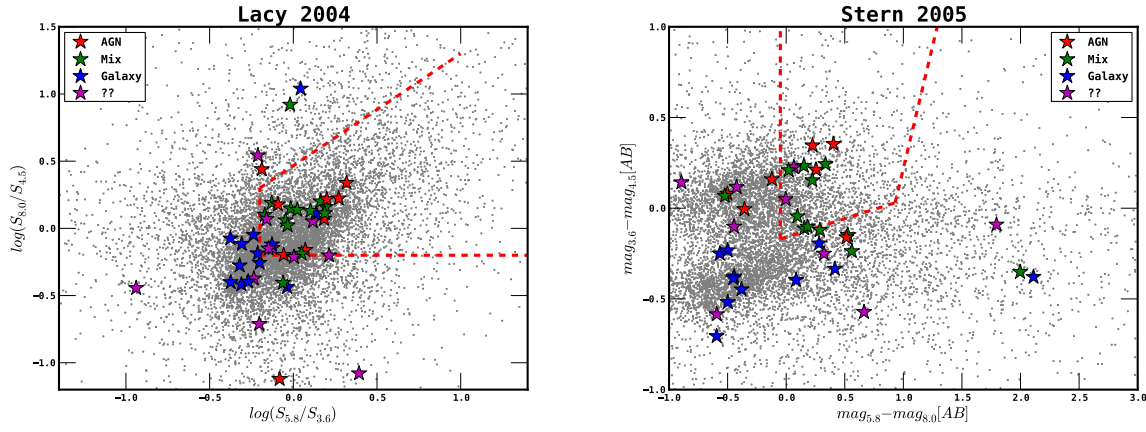 Lacy 2004
1.5
1.0
0.5
0.0
−0.5
−1.0
log(S8.0/S4.5)
AGN
Mix
Galaxy
??
−1.0 −0.5 0.0 0.5 1.0
log(S5.8/S3.6)
Stern 2005
1.0
0.5
0.0
−0.5
−1.0
mag3.6−mag4.5[AB]
AGN
Mix
Galaxy
??
−1.0 −0.5 0.0 0.5 1.0 1.5 2.0 2.5 3.0
mag5.8−mag8.0[AB]